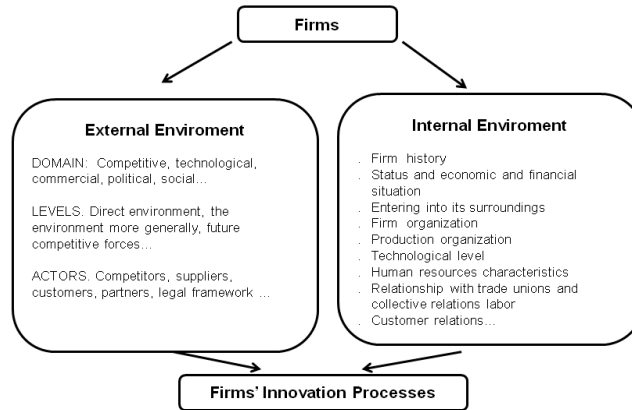 Firms
External Enviroment
DOMAIN: Competitive, technological,
commercial, political, social...
LEVELS. Direct environment, the
environment more generally, future
competitive forces...
ACTORS. Competitors, suppliers,
customers, partners, legal framework ...
Internal Enviroment
. Firm history
. Status and economic and financial
situation
. Entering into its surroundings
. Firm organization
. Production organization
. Technological level
. Human resources characteristics
. Relationship with trade unions and
collective relations labor
. Customer relations...
Firms' Innovation Processes